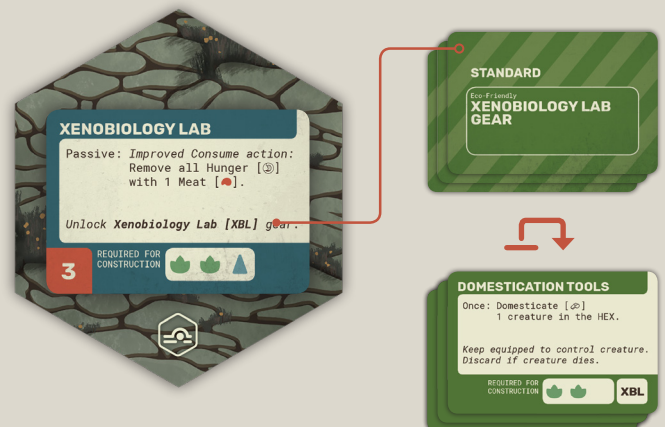 XENOBIOLOGY LAB
Passive: Improved Consume action:
Remove all Hunger []
with 1 Meat [].
Unlock Xenobiology Lab [XBL] gear.
3
REQUIRED FOR
CONSTRUCTION
STANDARD
Eco-Friendly
XENOBIOLOGY LAB
GEAR
DOMESTICATION TOOLS
Once: Domesticate []
1 creature in the HEX.
Keep equipped to control creature.
Discard if creature dies.
REQUIRED FOR
CONSTRUCTION
XBL